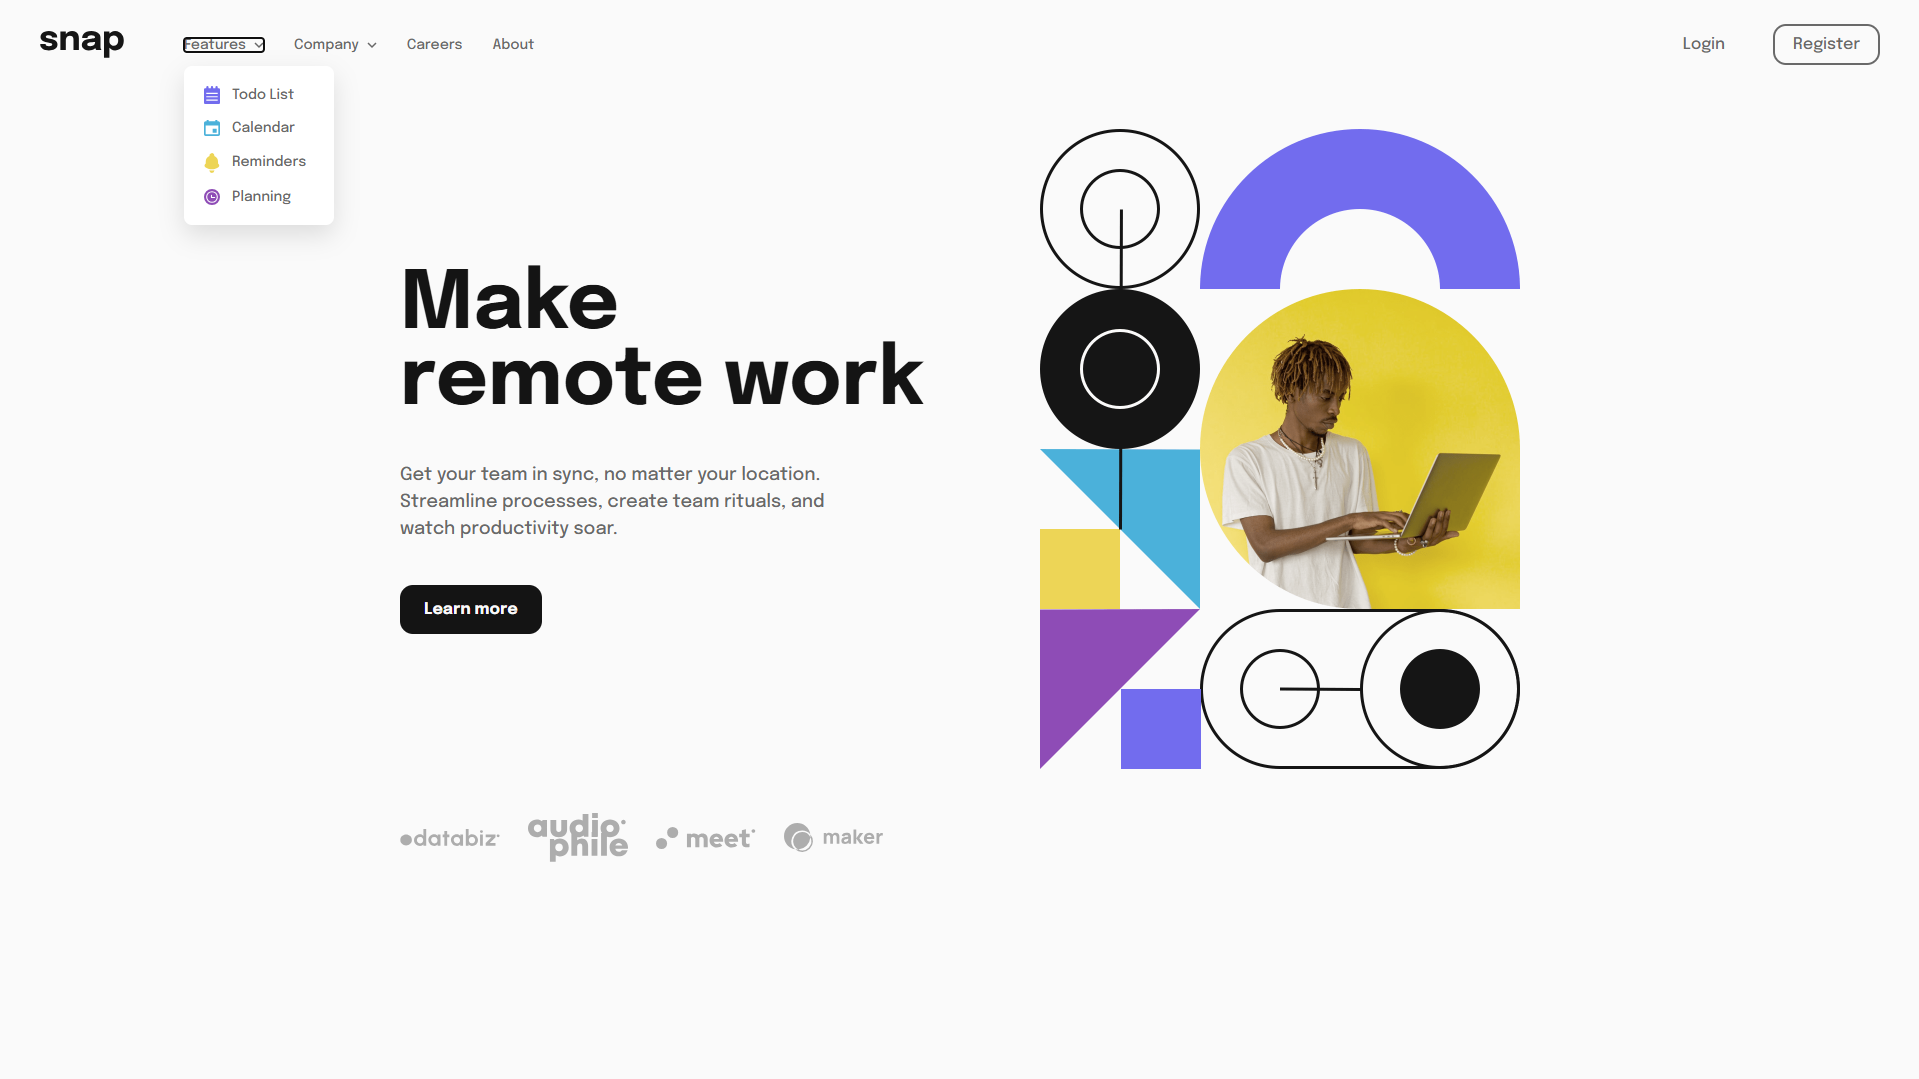 snap
Features
Company
Careers
About
Login
Register
Todo List
Calendar
Reminders
Planning
Make
remote work
Get your team in sync, no matter your location.
Streamline processes, create team rituals, and
watch productivity soar.
Learn more
databiz
audio
phile
meet
maker